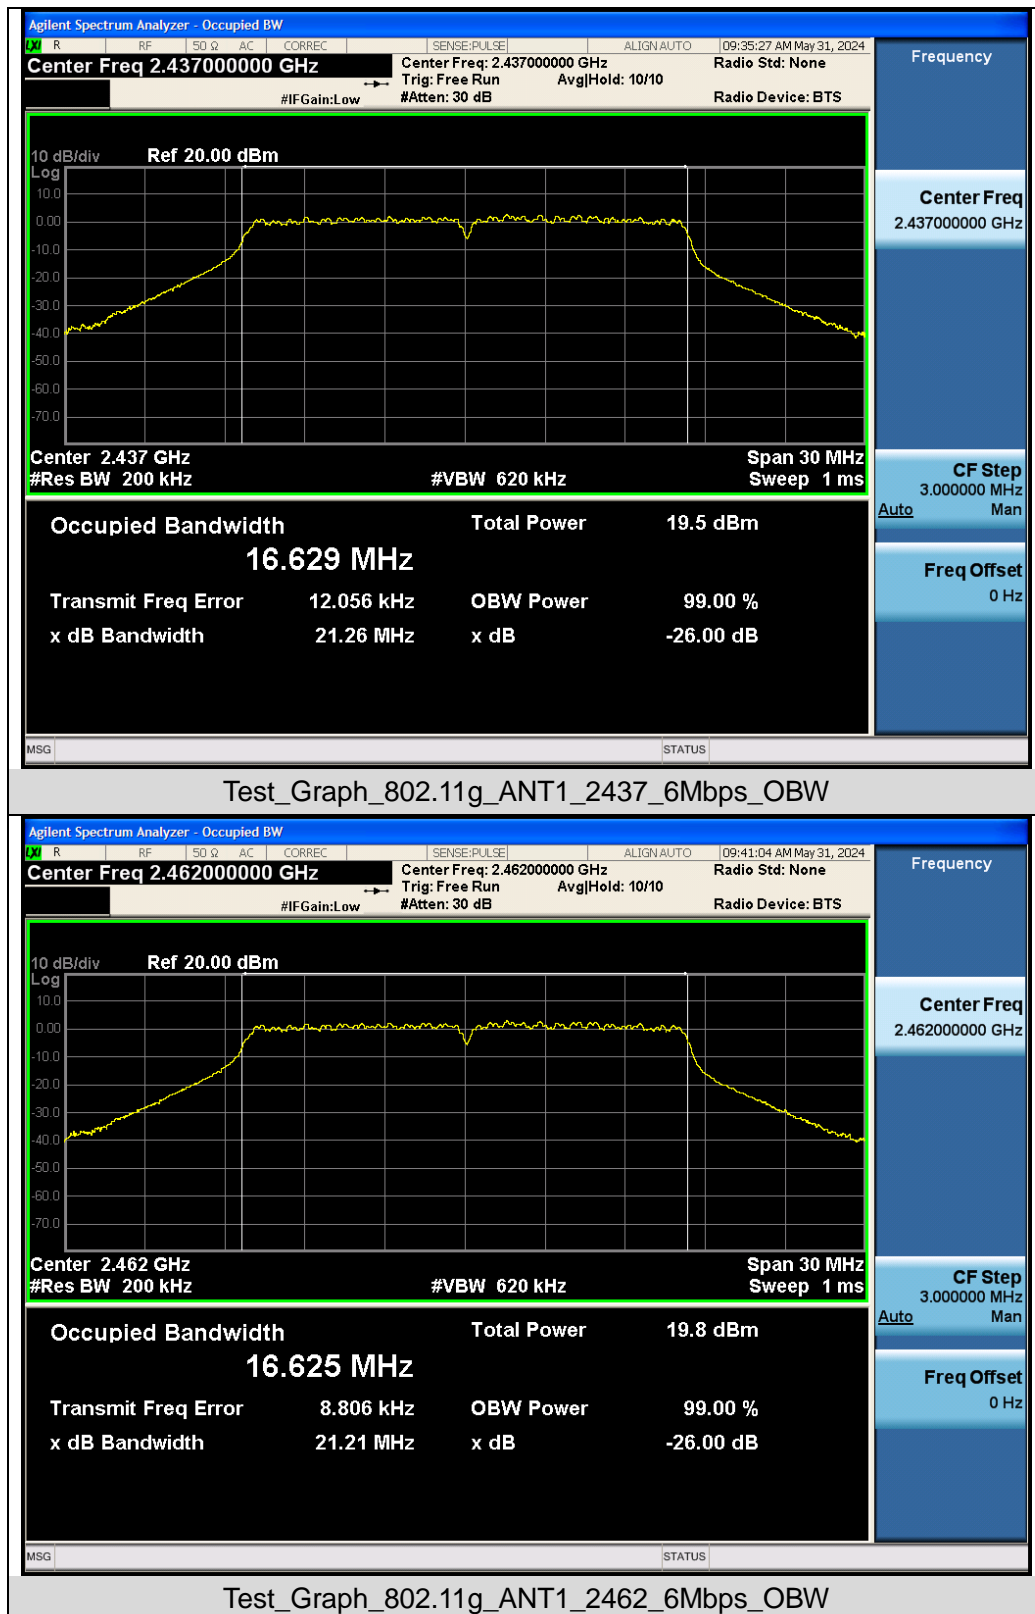 Agilent Spectrum Analyzer - Occupied BW
LXI R RF 50 Ω AC CORREC SENSE:PULSE ALIGN AUTO 09:35:27 AM May 31, 2024
Center Freq 2.437000000 GHz
Center Freq: 2.437000000 GHz
Radio Std: None
Trig: Free Run Avg|Hold: 10/10
#IFGain:Low
#Atten: 30 dB
Radio Device: BTS
Frequency
10 dB/div Ref 20.00 dBm
Log
10.0
0.00
-10.0
-20.0
-30.0
-40.0
-50.0
-60.0
-70.0
Center Freq
2.437000000 GHz
Center 2.437 GHz Span 30 MHz
#Res BW 200 kHz #VBW 620 kHz Sweep 1 ms
CF Step
3.000000 MHz
Auto Man
Occupied Bandwidth Total Power 19.5 dBm
16.629 MHz
Freq Offset
0 Hz
Transmit Freq Error 12.056 kHz OBW Power 99.00 %
x dB Bandwidth 21.26 MHz x dB -26.00 dB
MSG STATUS
Test_Graph_802.11g_ANT1_2437_6Mbps_OBW
Agilent Spectrum Analyzer - Occupied BW
LXI R RF 50 Ω AC CORREC SENSE:PULSE ALIGN AUTO 09:41:04 AM May 31, 2024
Center Freq 2.462000000 GHz
Center Freq: 2.462000000 GHz
Radio Std: None
Trig: Free Run Avg|Hold: 10/10
#IFGain:Low
#Atten: 30 dB
Radio Device: BTS
Frequency
10 dB/div Ref 20.00 dBm
Log
10.0
0.00
-10.0
-20.0
-30.0
-40.0
-50.0
-60.0
-70.0
Center Freq
2.462000000 GHz
Center 2.462 GHz Span 30 MHz
#Res BW 200 kHz #VBW 620 kHz Sweep 1 ms
CF Step
3.000000 MHz
Auto Man
Occupied Bandwidth Total Power 19.8 dBm
16.625 MHz
Freq Offset
0 Hz
Transmit Freq Error 8.806 kHz OBW Power 99.00 %
x dB Bandwidth 21.21 MHz x dB -26.00 dB
MSG STATUS
Test_Graph_802.11g_ANT1_2462_6Mbps_OBW